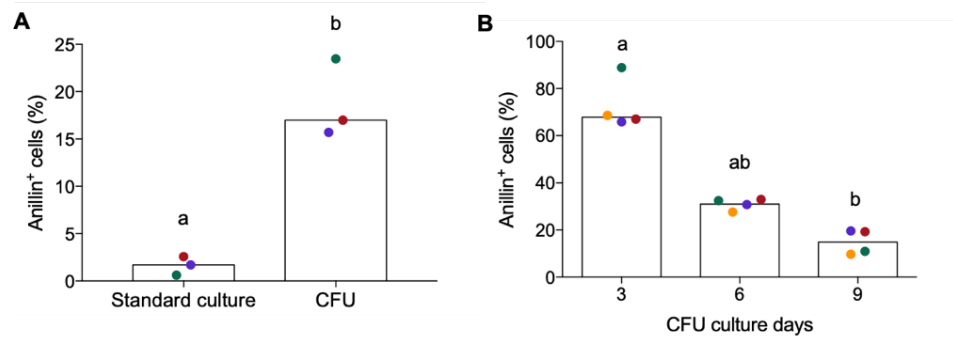 A
b
25
20
15
10
5
0
Anillin+ cells (%)
a
Standard culture
CFU
B
a
100
80
60
40
20
0
Anillin+ cells (%)
ab
b
3
6
9
CFU culture days